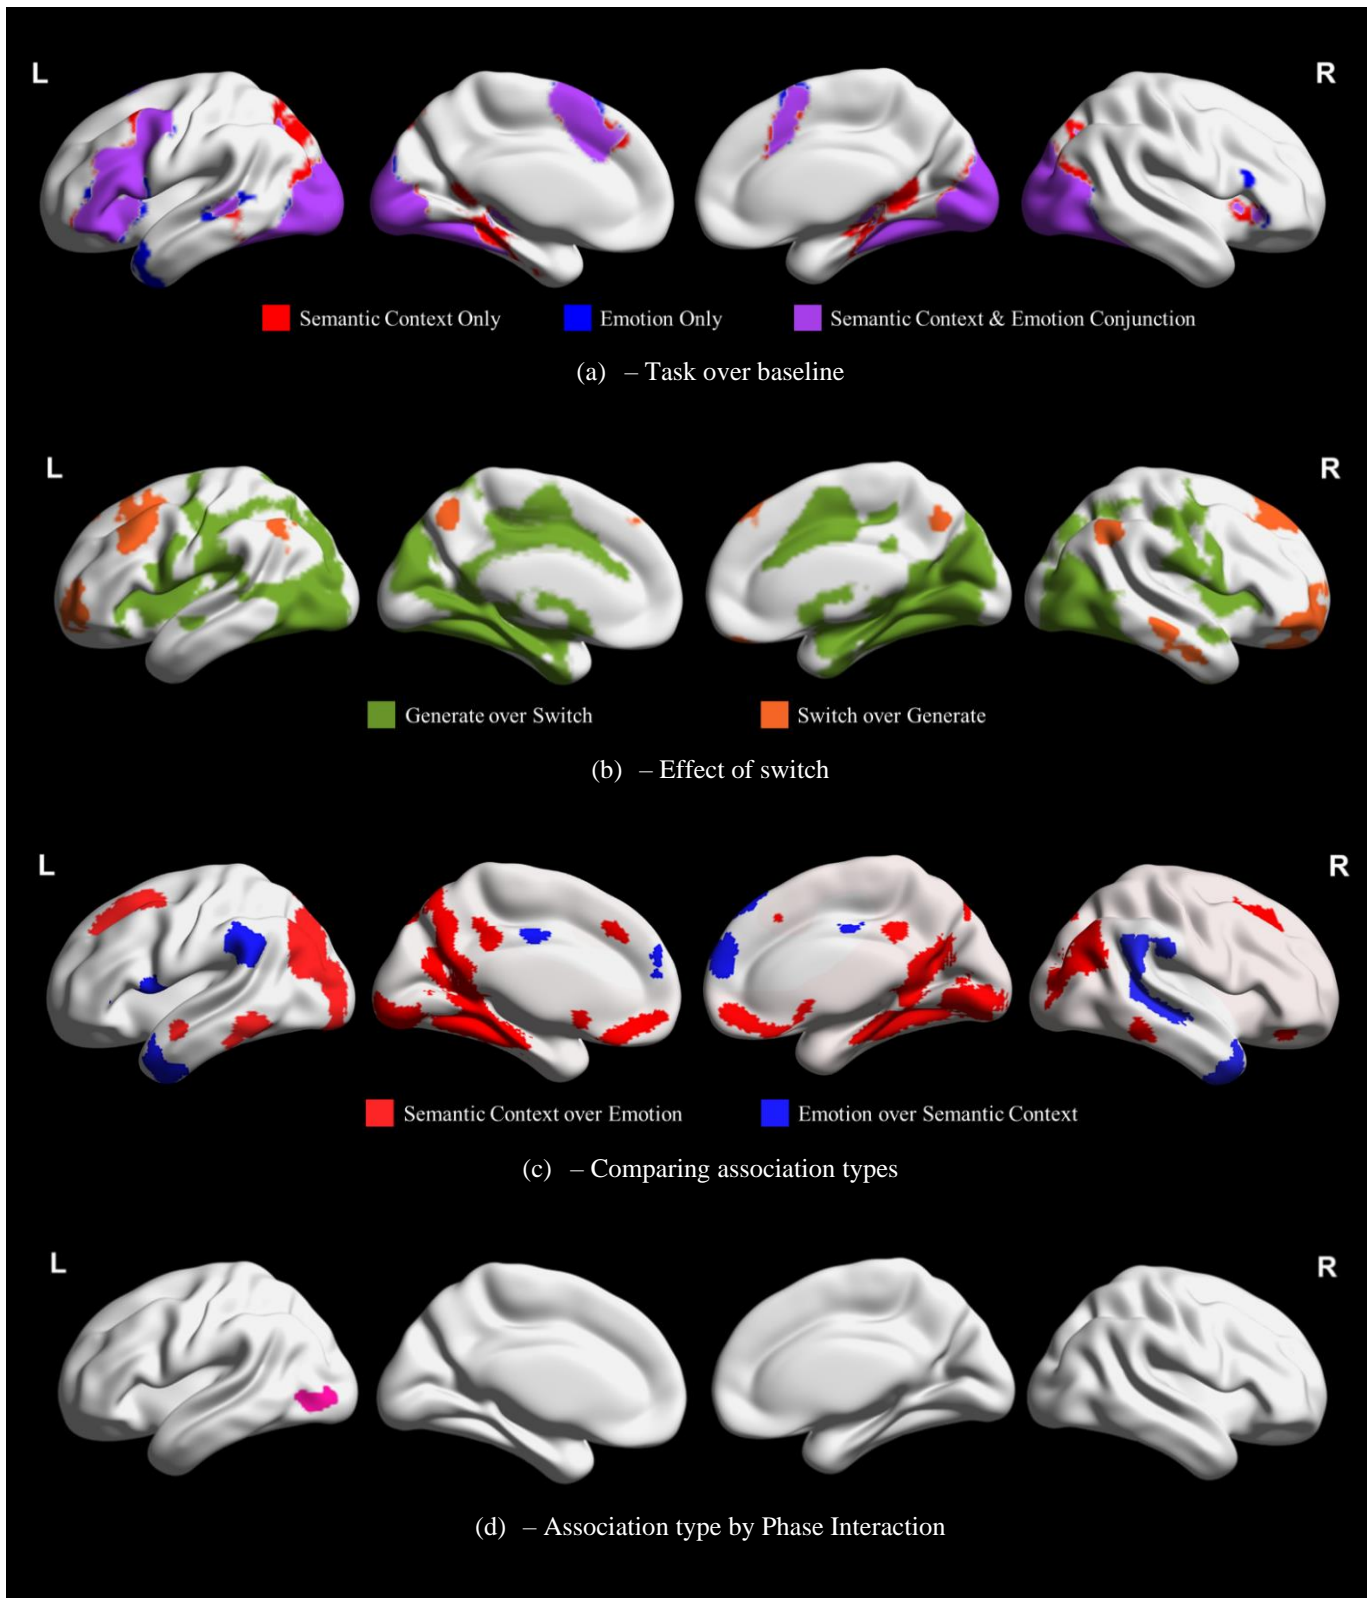 L R
Semantic Context Only Emotion Only Semantic Context & Emotion Conjunction
(a) – Task over baseline
L R
Generate over Switch Switch over Generate
(b) – Effect of switch
L R
Semantic Context over Emotion Emotion over Semantic Context
(c) – Comparing association types
L R
(d) – Association type by Phase Interaction